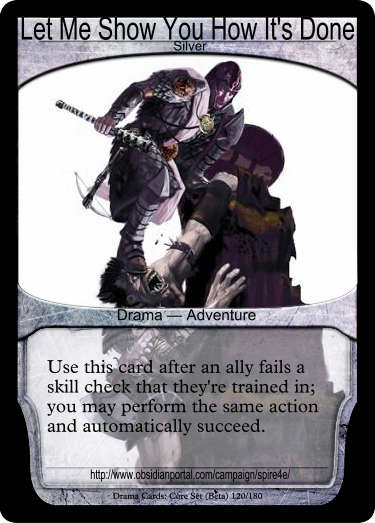 Let Me Show You How It's Done
Silver
Drama — Adventure
Use this card after an ally fails a
skill check that they're trained in;
you may perform the same action
and automatically succeed.
http://www.obsidianportal.com/campaign/spire4e/
Drama Cards: Core Set (Beta) 120/180